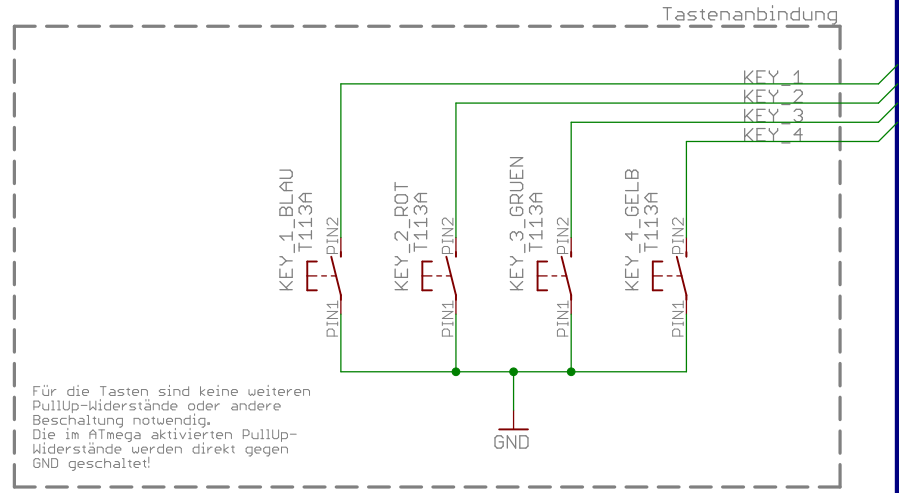 Tastenanbindung
KEY_1
KEY_2
KEY_3
KEY_4
KEY_1_BLAU
T113A
PIN2
PIN1
KEY_2_ROT
T113A
PIN2
PIN1
KEY_3_GRUEN
T113A
PIN2
PIN1
KEY_4_GELB
T113A
PIN2
PIN1
GND
Für die Tasten sind keine weiteren
PullUp-Widerstände oder andere
Beschaltung notwendig.
Die im ATmega aktivierten PullUp-
Widerstände werden direkt gegen
GND geschaltet!